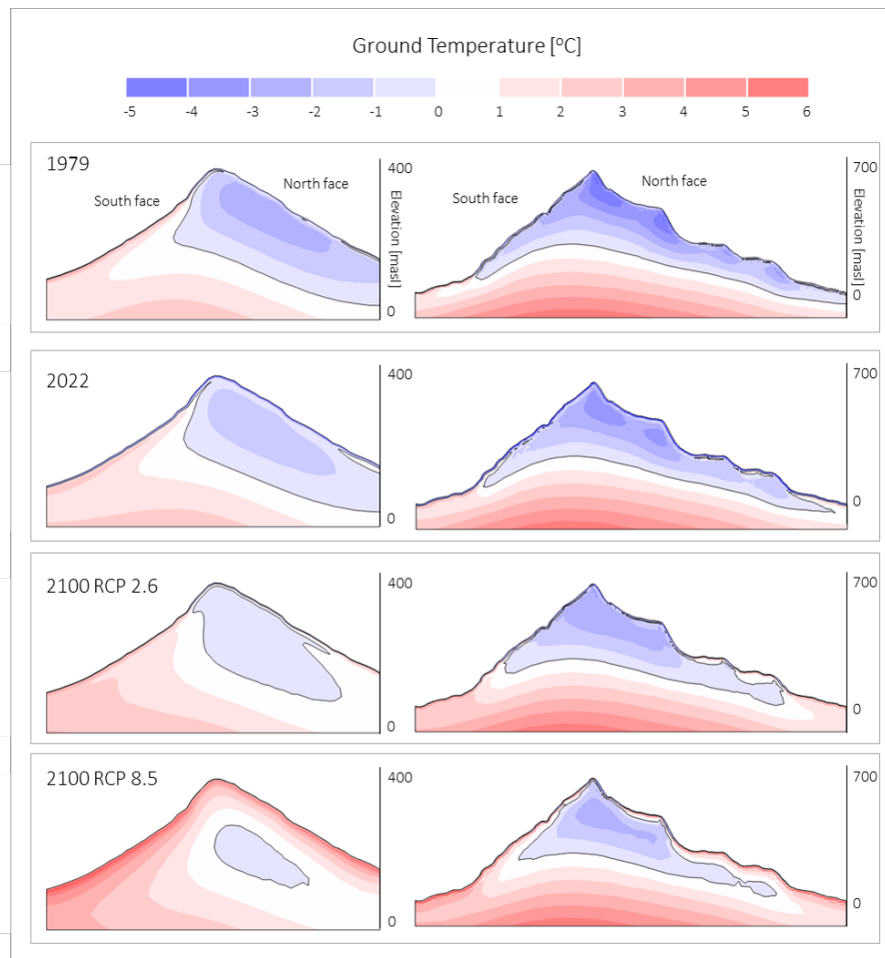 Ground Temperature [°C]
-5 -4 -3 -2 -1 0 1 2 3 4 5 6
1979
South face
North face
400
Elevation [masl]
0
South face
North face
700
Elevation [masl]
0
2022
400
0
700
0
2100 RCP 2.6
400
0
700
0
2100 RCP 8.5
400
0
700
0